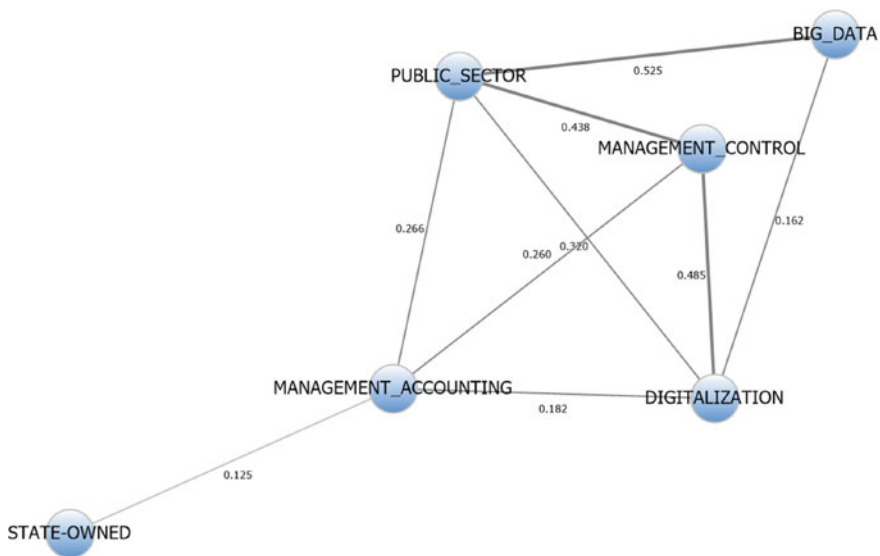 BIG_DATA
PUBLIC_SECTOR
0.525
0.438
MANAGEMENT_CONTROL
0.162
0.266
0.260
0.320
0.485
MANAGEMENT_ACCOUNTING
DIGITALIZATION
0.182
0.125
STATE-OWNED